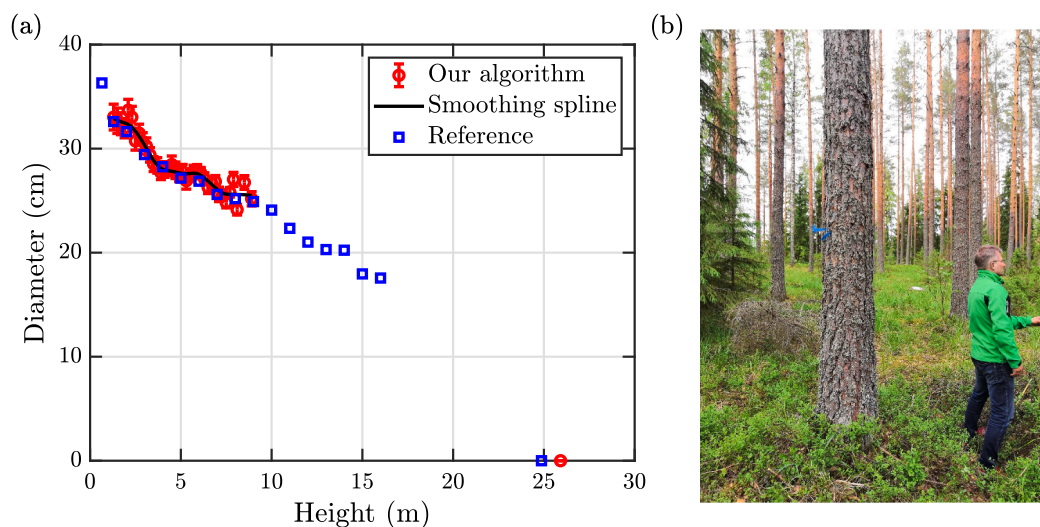 (a)
(b)
40
30
20
10
0
Diameter (cm)
Our algorithm
Smoothing spline
Reference
0 5 10 15 20 25 30
Height (m)